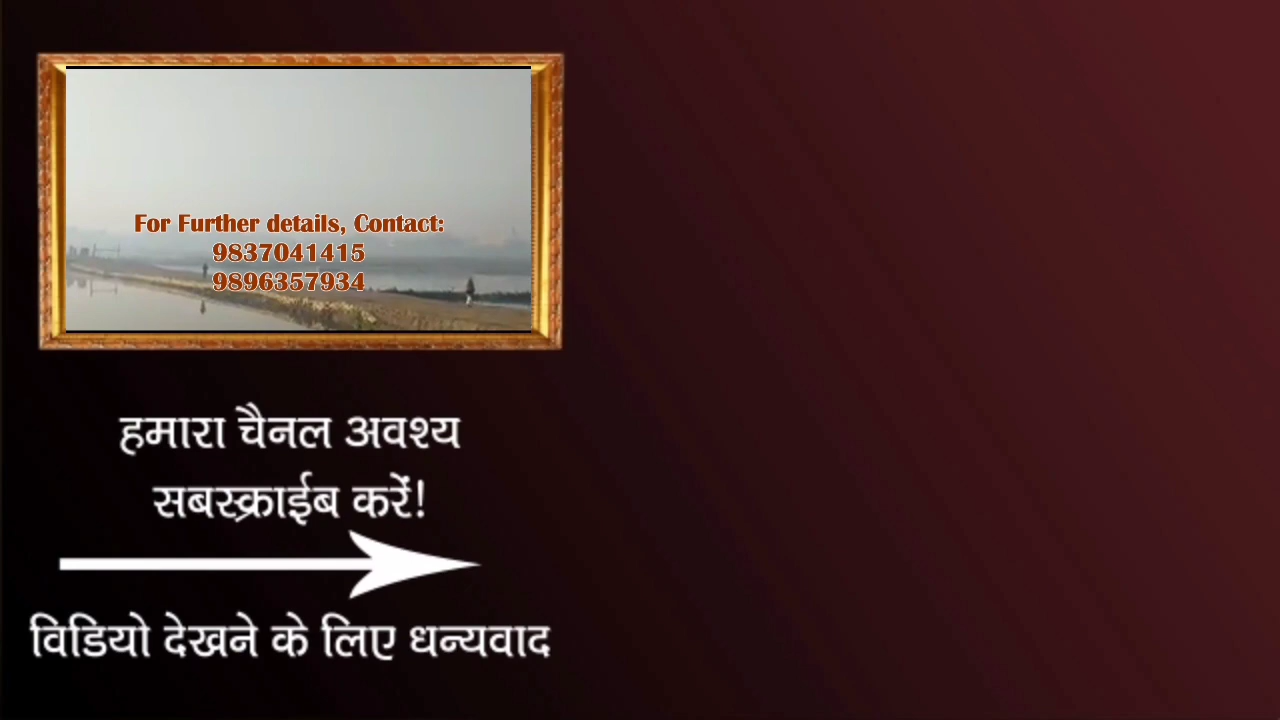 For Further details, Contact:
9837041415
9896357934
हमारा चैनल अवश्य
सबस्क्राईब करें!
विडियो देखने के लिए धन्यवाद